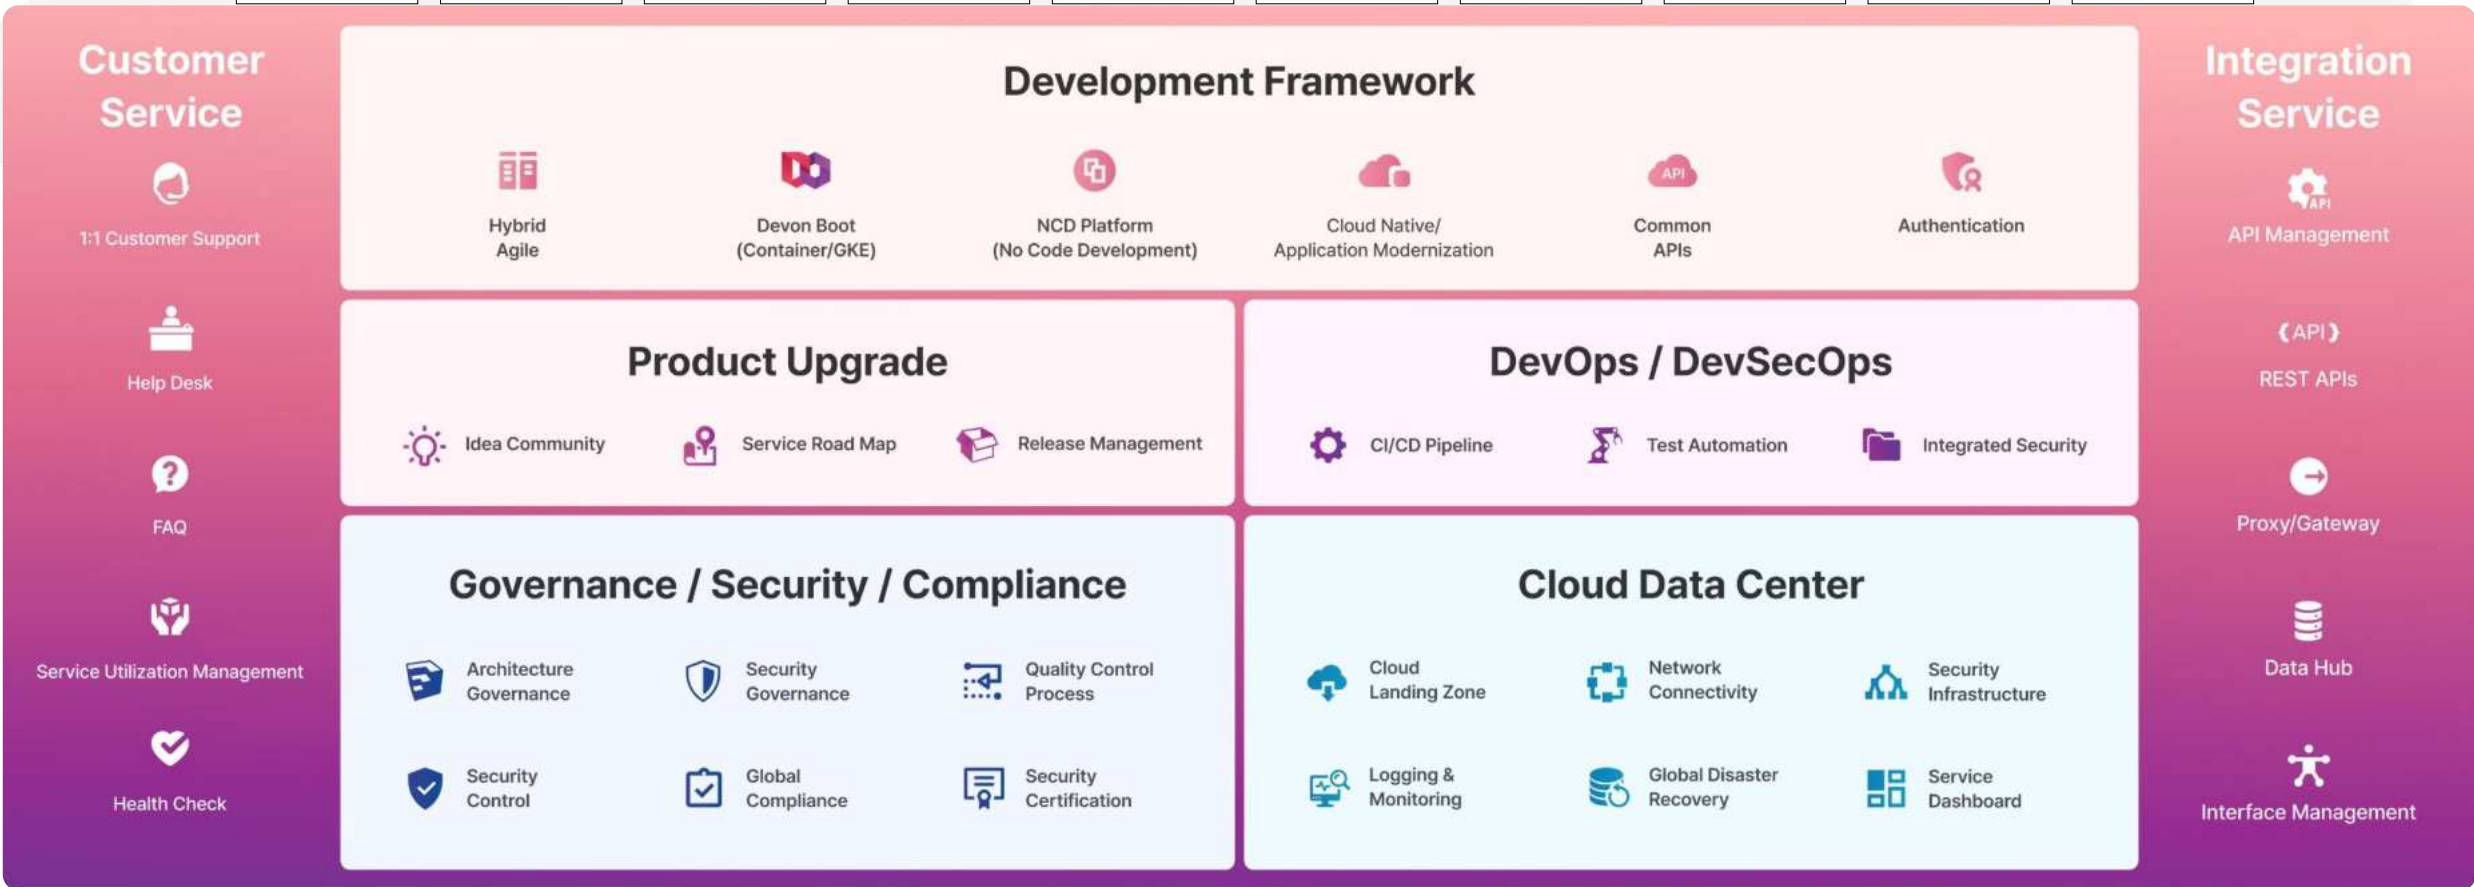 Customer
Service
1:1 Customer Support
Help Desk
?
FAQ
Service Utilization Management
Health Check
Development Framework
Hybrid
Agile
Devon Boot
(Container/GKE)
NCD Platform
(No Code Development)
Cloud Native/
Application Modernization
API
Common
APIs
Authentication
Product Upgrade
Idea Community
Service Road Map
Release Management
DevOps / DevSecOps
CI/CD Pipeline
Test Automation
Integrated Security
Governance / Security / Compliance
Architecture
Governance
Security
Governance
Quality Control
Process
Security
Control
Global
Compliance
Security
Certification
Cloud Data Center
Cloud
Landing Zone
Network
Connectivity
Security
Infrastructure
Logging &
Monitoring
Global Disaster
Recovery
Service
Dashboard
Integration
Service
API
API Management
{API}
REST APIs
Proxy/Gateway
Data Hub
Interface Management